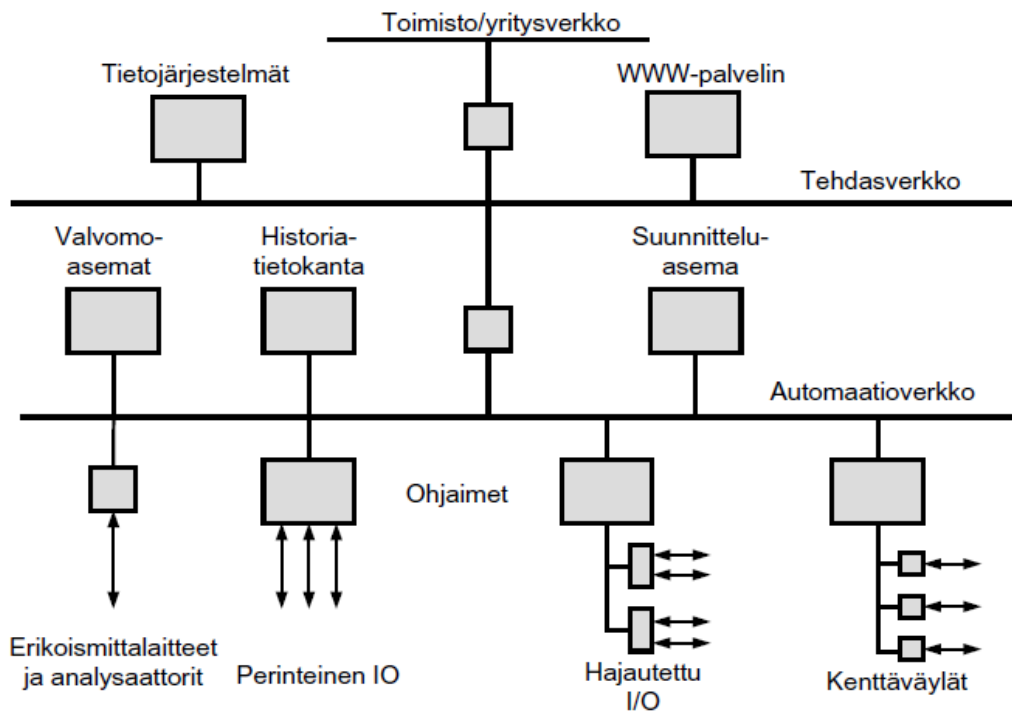 Toimisto/yritysverkko
Tietojärjestelmät
WWW-palvelin
Tehdasverkko
Valvomo-
asemat
Historia-
tietokanta
Suunnittelu-
asema
Automaatioverkko
Ohjaimet
Erikoismittalaitteet
ja analysaattorit
Perinteinen IO
Hajautettu
I/O
Kenttäväylät